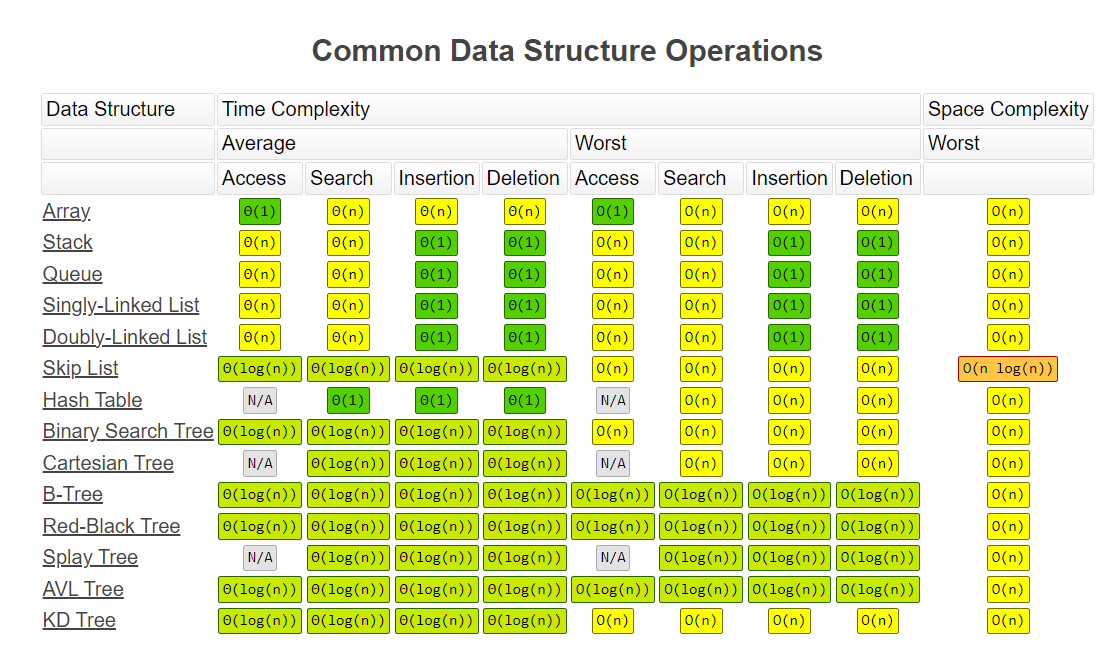 Common Data Structure Operations
Data Structure Time Complexity Space Complexity
Average Worst Worst
Access Search Insertion Deletion Access Search Insertion Deletion
Array Θ(1) Θ(n) Θ(n) Θ(n) O(1) O(n) O(n) O(n) O(n)
Stack Θ(n) Θ(n) Θ(1) Θ(1) O(n) O(n) O(1) O(1) O(n)
Queue Θ(n) Θ(n) Θ(1) Θ(1) O(n) O(n) O(1) O(1) O(n)
Singly-Linked List Θ(n) Θ(n) Θ(1) Θ(1) O(n) O(n) O(1) O(1) O(n)
Doubly-Linked List Θ(n) Θ(n) Θ(1) Θ(1) O(n) O(n) O(1) O(1) O(n)
Skip List Θ(log(n)) Θ(log(n)) Θ(log(n)) Θ(log(n)) O(n) O(n) O(n) O(n) O(n log(n))
Hash Table N/A Θ(1) Θ(1) Θ(1) N/A O(n) O(n) O(n) O(n)
Binary Search Tree Θ(log(n)) Θ(log(n)) Θ(log(n)) Θ(log(n)) O(n) O(n) O(n) O(n) O(n)
Cartesian Tree N/A Θ(log(n)) Θ(log(n)) Θ(log(n)) N/A O(n) O(n) O(n) O(n)
B-Tree Θ(log(n)) Θ(log(n)) Θ(log(n)) Θ(log(n)) O(log(n)) O(log(n)) O(log(n)) O(log(n)) O(n)
Red-Black Tree Θ(log(n)) Θ(log(n)) Θ(log(n)) Θ(log(n)) O(log(n)) O(log(n)) O(log(n)) O(log(n)) O(n)
Splay Tree N/A Θ(log(n)) Θ(log(n)) Θ(log(n)) N/A O(log(n)) O(log(n)) O(log(n)) O(n)
AVL Tree Θ(log(n)) Θ(log(n)) Θ(log(n)) Θ(log(n)) O(log(n)) O(log(n)) O(log(n)) O(log(n)) O(n)
KD Tree Θ(log(n)) Θ(log(n)) Θ(log(n)) Θ(log(n)) O(n) O(n) O(n) O(n) O(n)